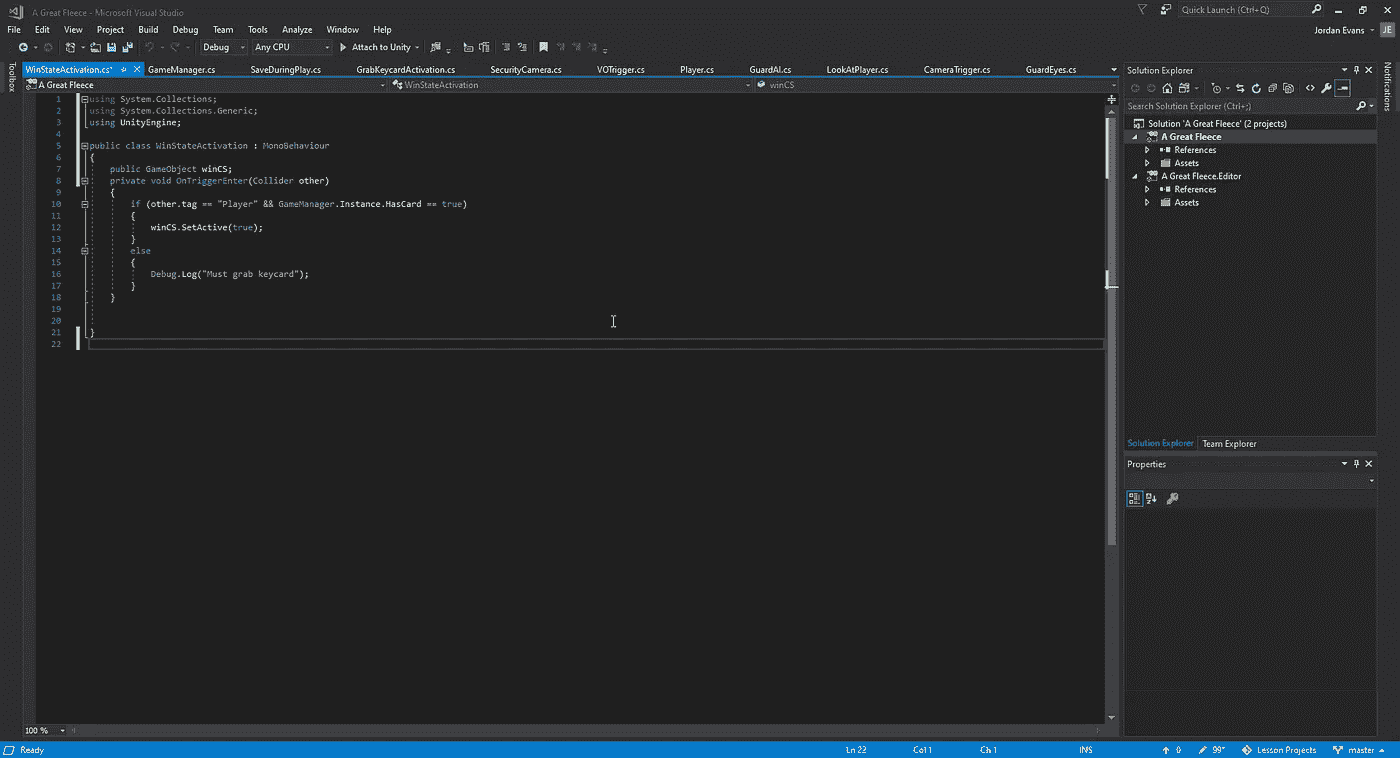 A Great Fleece - Microsoft Visual Studio
Quick Launch (Ctrl+Q)
File Edit View Project Build Debug Team Tools Analyze Window Help
Jordan Evans JE
Debug Any CPU Attach to Unity
Toolbox
WinStateActivation.cs* GameManager.cs SaveDuringPlay.cs GrabKeycardActivation.cs SecurityCamera.cs VOTrigger.cs Player.cs GuardAI.cs LookAtPlayer.cs CameraTrigger.cs GuardEyes.cs
A Great Fleece WinStateActivation winCS
1 using System.Collections;
2 using System.Collections.Generic;
3 using UnityEngine;
4
5 public class WinStateActivation : MonoBehaviour
6 {
7 public GameObject winCS;
8 private void OnTriggerEnter(Collider other)
9 {
10 if (other.tag == "Player" && GameManager.Instance.HasCard == true)
11 {
12 winCS.SetActive(true);
13 }
14 else
15 {
16 Debug.Log("Must grab keycard");
17 }
18 }
19
20
21 }
22
100 %
Solution Explorer
Search Solution Explorer (Ctrl+;)
Solution 'A Great Fleece' (2 projects)
A Great Fleece
References
Assets
A Great Fleece.Editor
References
Assets
Solution Explorer Team Explorer
Properties
Notifications
Ready Ln 22 Col 1 Ch 1 INS 0 99* Lesson Projects master